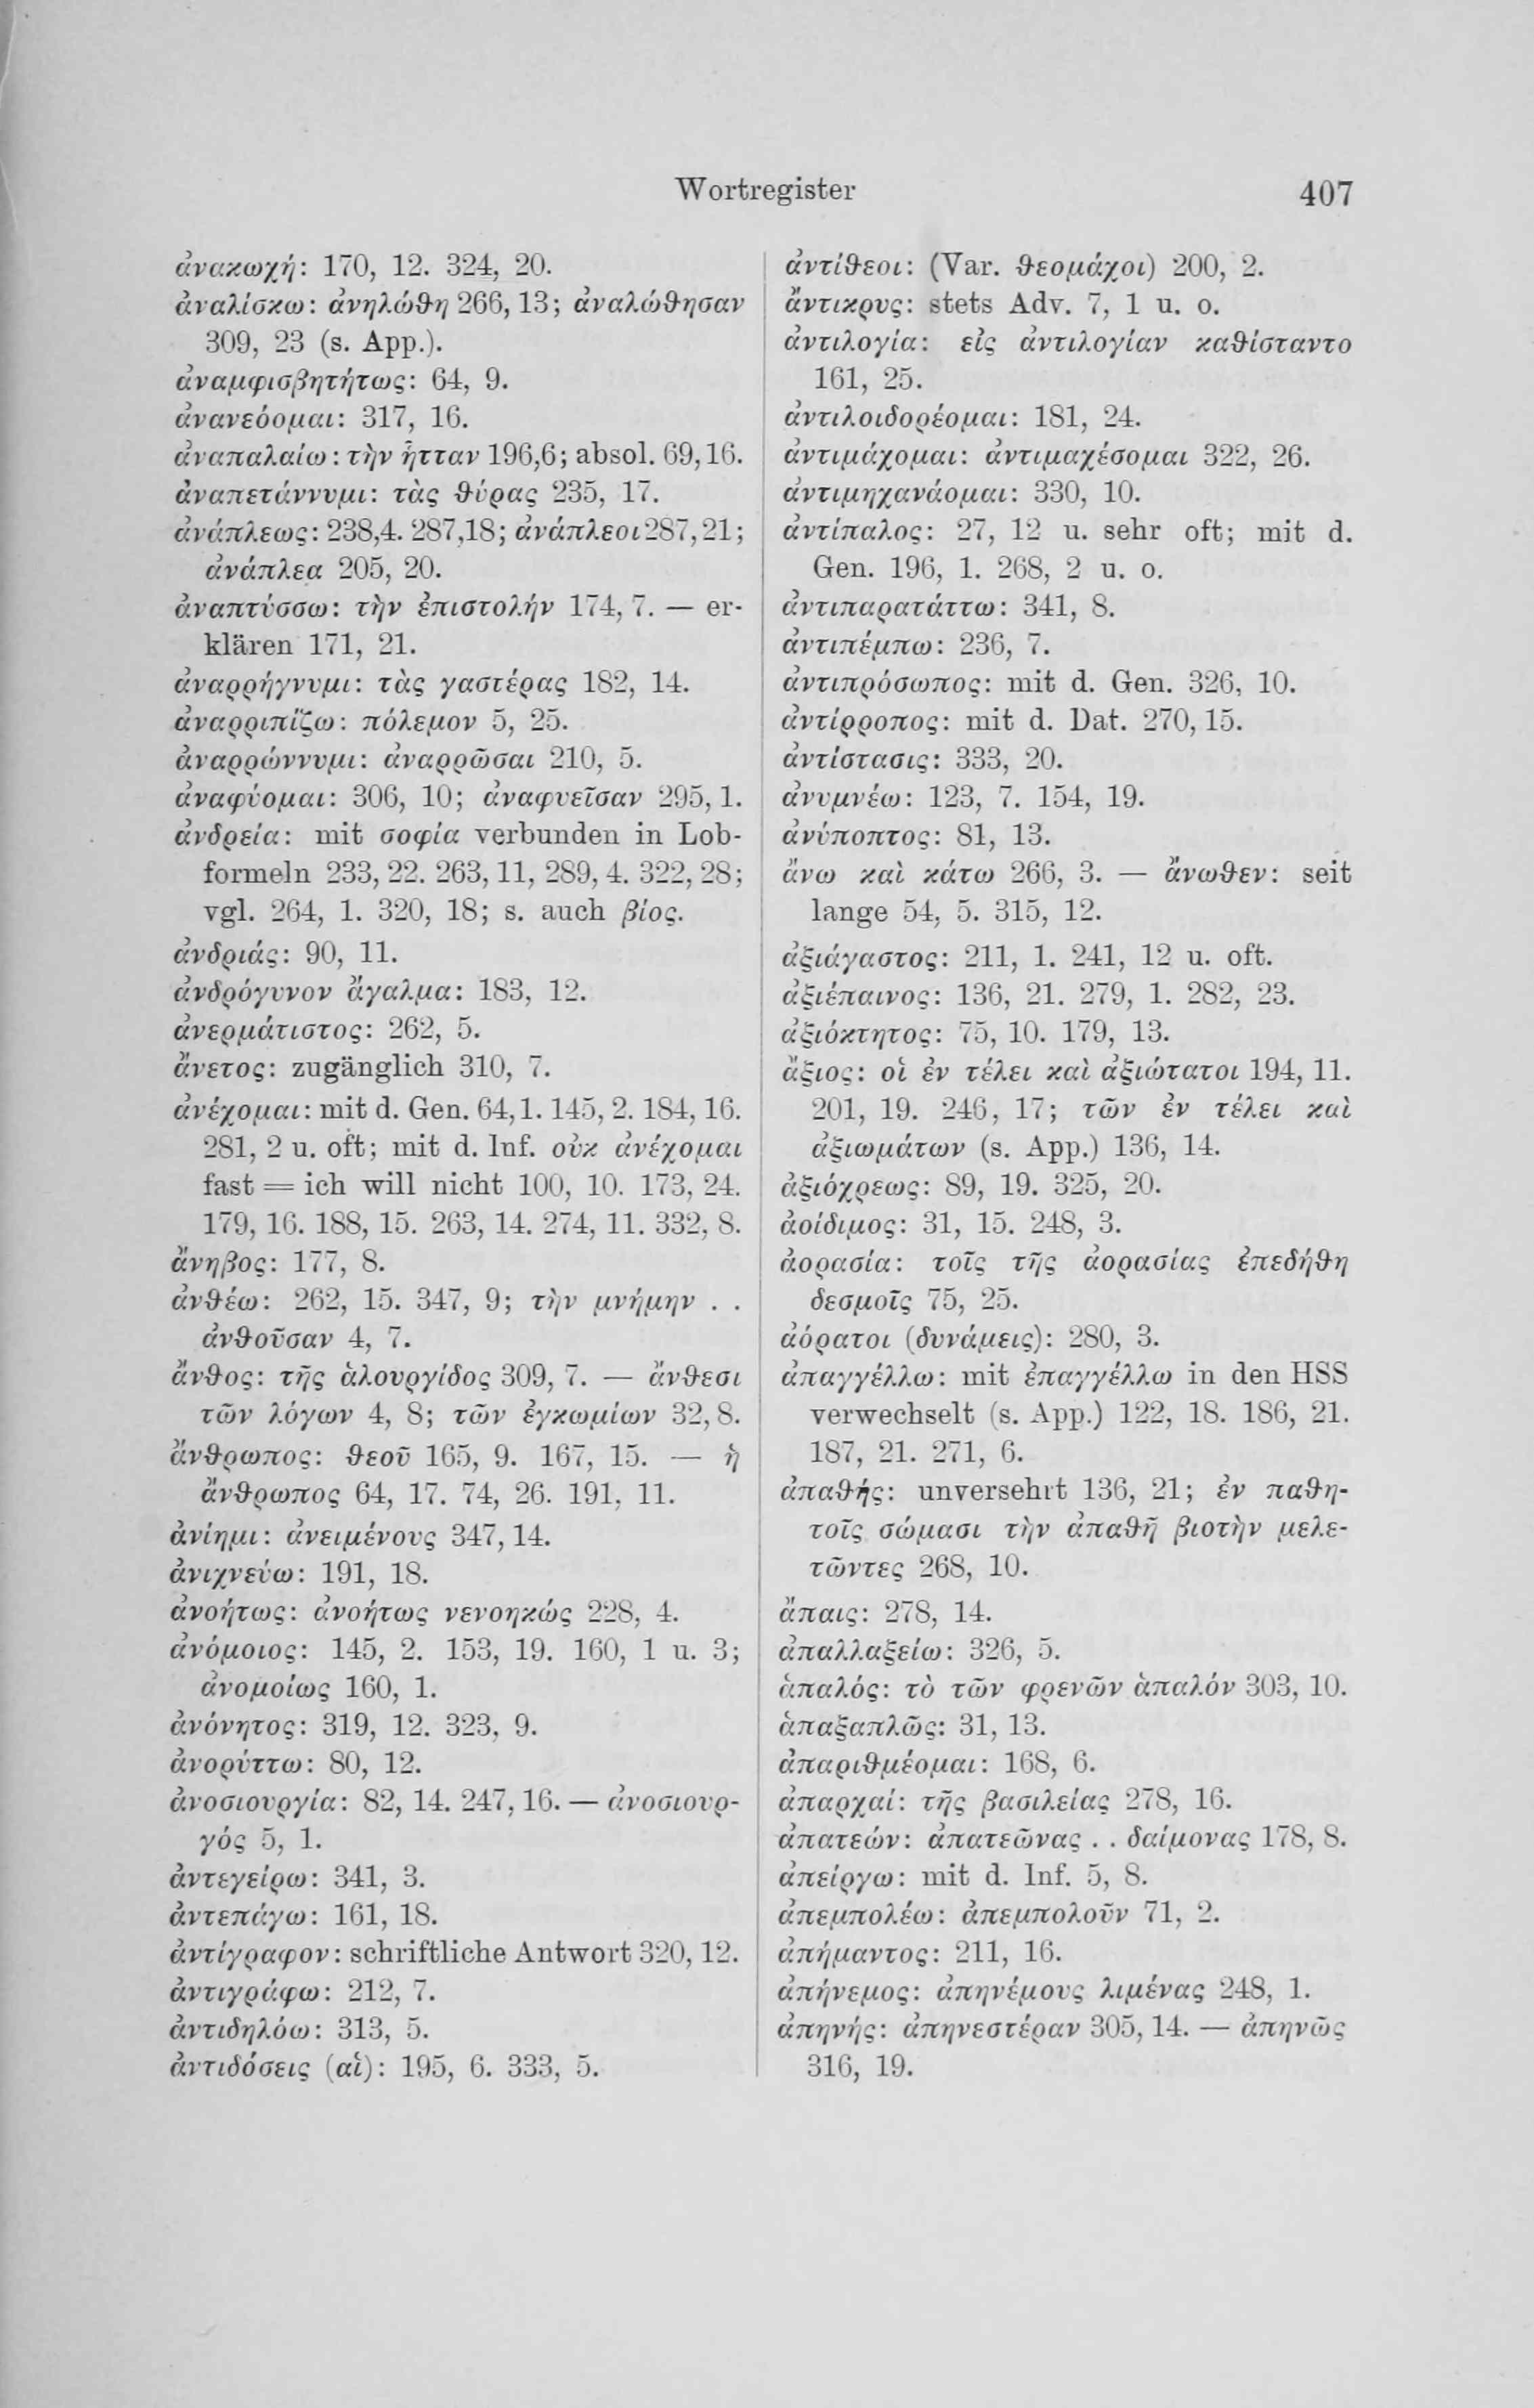 Wortregister
407
ἀνακωχή: 170, 12. 324, 20.
ἀναλίσκω: ἀνηλώθη 266, 13; ἀναλώθησαν
309, 23 (s. App.).
ἀναμφισβητήτως: 64, 9.
ἀνανεόομαι: 317, 16.
ἀναπαλαίω: τὴν ἧτταν 196,6; absol. 69,16.
ἀναπετάννυμι: τὰς θύρας 235, 17.
ἀνάπλεως: 238,4. 287,18; ἀνάπλεοι 287,21;
ἀνάπλεα 205, 20.
ἀναπτύσσω: τὴν ἐπιστολήν 174, 7. — er-
klären 171, 21.
ἀναρρήγνυμι: τὰς γαστέρας 182, 14.
ἀναρριπίζω: πόλεμον 5, 25.
ἀναρρώννυμι: ἀναρρῶσαι 210, 5.
ἀναφύομαι: 306, 10; ἀναφυεῖσαν 295, 1.
ἀνδρεία: mit σοφία verbunden in Lob-
formeln 233, 22. 263, 11, 289, 4. 322, 28;
vgl. 264, 1. 320, 18; s. auch βίος.
ἀνδριάς: 90, 11.
ἀνδρόγυνον ἄγαλμα: 183, 12.
ἀνερμάτιστος: 262, 5.
ἄνετος: zugänglich 310, 7.
ἀνέχομαι: mit d. Gen. 64, 1. 145, 2. 184, 16.
281, 2 u. oft; mit d. Inf. οὐκ ἀνέχομαι
fast = ich will nicht 100, 10. 173, 24.
179, 16. 188, 15. 263, 14. 274, 11. 332, 8.
ἄνηβος: 177, 8.
ἀνθέω: 262, 15. 347, 9; τὴν μνήμην . .
ἀνθοῦσαν 4, 7.
ἄνθος: τῆς ἁλουργίδος 309, 7. — ἄνθεσι
τῶν λόγων 4, 8; τῶν ἐγκωμίων 32, 8.
ἄνθρωπος: θεοῦ 165, 9. 167, 15. — ἡ
ἄνθρωπος 64, 17. 74, 26. 191, 11.
ἀνίημι: ἀνειμένους 347, 14.
ἀνιχνεύω: 191, 18.
ἀνοήτως: ἀνοήτως νενοηκώς 228, 4.
ἀνόμοιος: 145, 2. 153, 19. 160, 1 u. 3;
ἀνομοίως 160, 1.
ἀνόνητος: 319, 12. 323, 9.
ἀνορύττω: 80, 12.
ἀνοσιουργία: 82, 14. 247, 16. — ἀνοσιουρ-
γός 5, 1.
ἀντεγείρω: 341, 3.
ἀντεπάγω: 161, 18.
ἀντίγραφον: schriftliche Antwort 320, 12.
ἀντιγράφω: 212, 7.
ἀντιδηλόω: 313, 5.
ἀντιδόσεις (αἱ): 195, 6. 333, 5.
ἀντίθεοι: (Var. θεομάχοι) 200, 2.
ἄντικρυς: stets Adv. 7, 1 u. o.
ἀντιλογία: εἰς ἀντιλογίαν καθίσταντο
161, 25.
ἀντιλοιδορέομαι: 181, 24.
ἀντιμάχομαι: ἀντιμαχέσομαι 322, 26.
ἀντιμηχανάομαι: 330, 10.
ἀντίπαλος: 27, 12 u. sehr oft; mit d.
Gen. 196, 1. 268, 2 u. o.
ἀντιπαρατάττω: 341, 8.
ἀντιπέμπω: 236, 7.
ἀντιπρόσωπος: mit d. Gen. 326, 10.
ἀντίρροπος: mit d. Dat. 270, 15.
ἀντίστασις: 333, 20.
ἀνυμνέω: 123, 7. 154, 19.
ἀνύποπτος: 81, 13.
ἄνω καὶ κάτω 266, 3. — ἄνωθεν: seit
lange 54, 5. 315, 12.
ἀξιάγαστος: 211, 1. 241, 12 u. oft.
ἀξιέπαινος: 136, 21. 279, 1. 282, 23.
ἀξιόκτητος: 75, 10. 179, 13.
ἄξιος: οἱ ἐν τέλει καὶ ἀξιώτατοι 194, 11.
201, 19. 246, 17; τῶν ἐν τέλει καὶ
ἀξιωμάτων (s. App.) 136, 14.
ἀξιόχρεως: 89, 19. 325, 20.
ἀοίδιμος: 31, 15. 248, 3.
ἀορασία: τοῖς τῆς ἀορασίας ἐπεδήθη
δεσμοῖς 75, 25.
ἀόρατοι (δυνάμεις): 280, 3.
ἀπαγγέλλω: mit ἐπαγγέλλω in den HSS
verwechselt (s. App.) 122, 18. 186, 21.
187, 21. 271, 6.
ἀπαθής: unversehrt 136, 21; ἐν παθη-
τοῖς σώμασι τὴν ἀπαθῆ βιοτὴν μελε-
τῶντες 268, 10.
ἄπαις: 278, 14.
ἀπαλλαξείω: 326, 5.
ἁπαλός: τὸ τῶν φρενῶν ἁπαλόν 303, 10.
ἁπαξαπλῶς: 31, 13.
ἀπαριθμέομαι: 168, 6.
ἀπαρχαί: τῆς βασιλείας 278, 16.
ἀπατεών: ἀπατεῶνας . . δαίμονας 178, 8.
ἀπείργω: mit d. Inf. 5, 8.
ἀπεμπολέω: ἀπεμπολοῦν 71, 2.
ἀπήμαντος: 211, 16.
ἀπήνεμος: ἀπηνέμους λιμένας 248, 1.
ἀπηνής: ἀπηνεστέραν 305, 14. — ἀπηνῶς
316, 19.